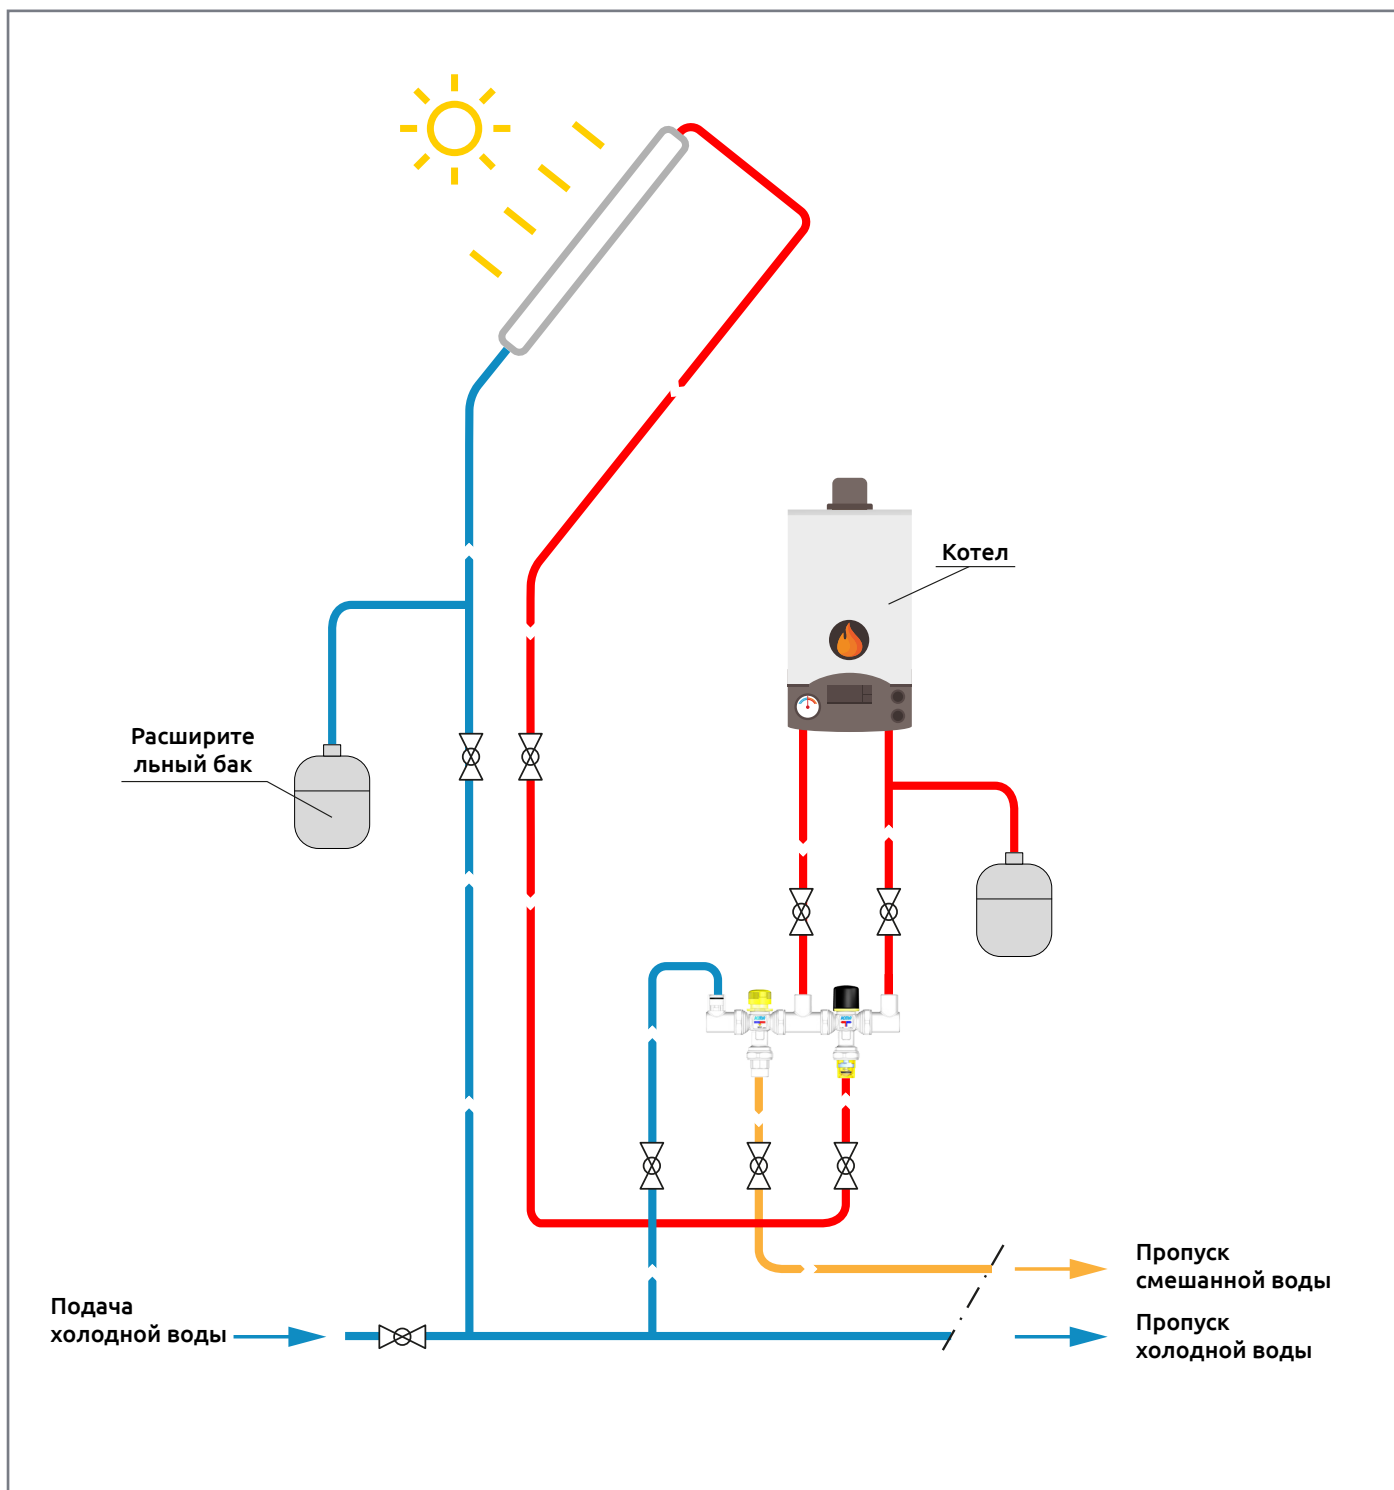 Котел
Расширите
льный бак
Подача
холодной воды
Пропуск
смешанной воды
Пропуск
холодной воды